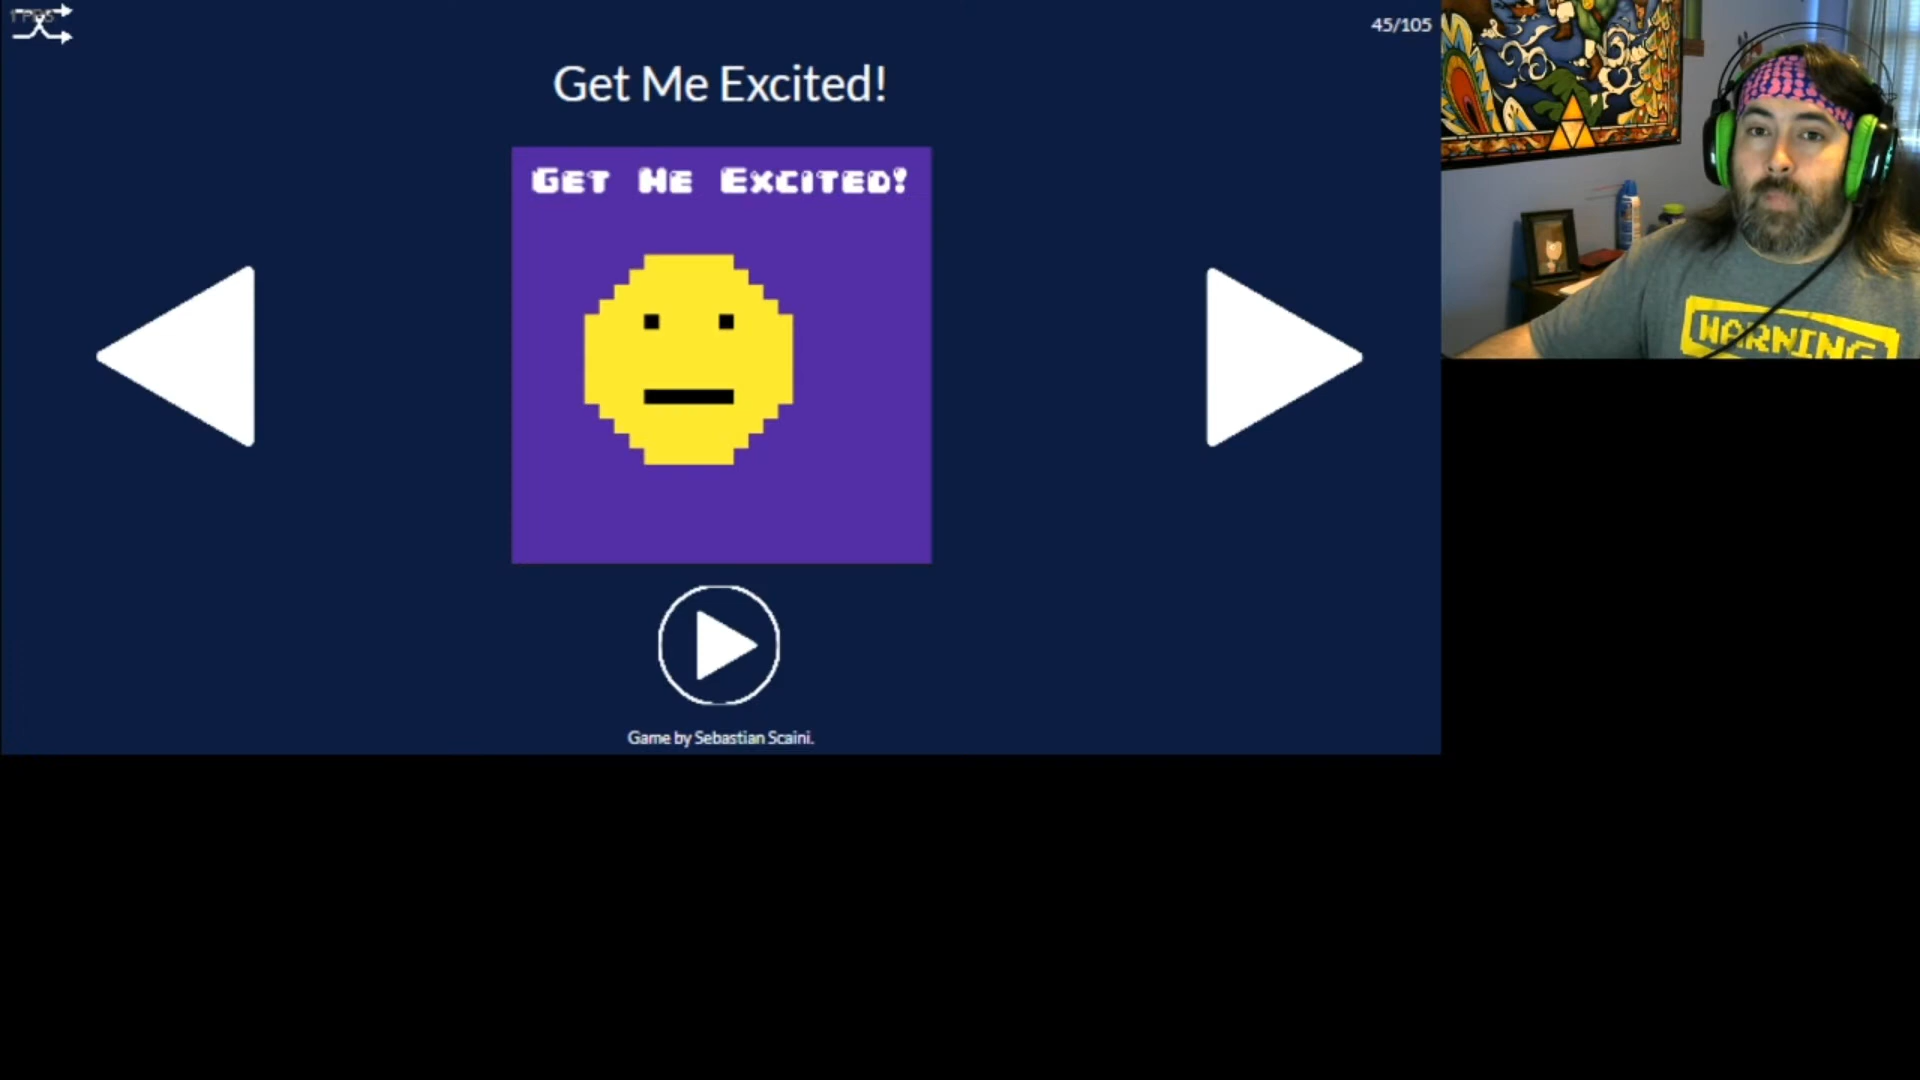 45/105
Get Me Excited!
GET ME EXCITED!
WARNING
Game by Sebastian Scaini.